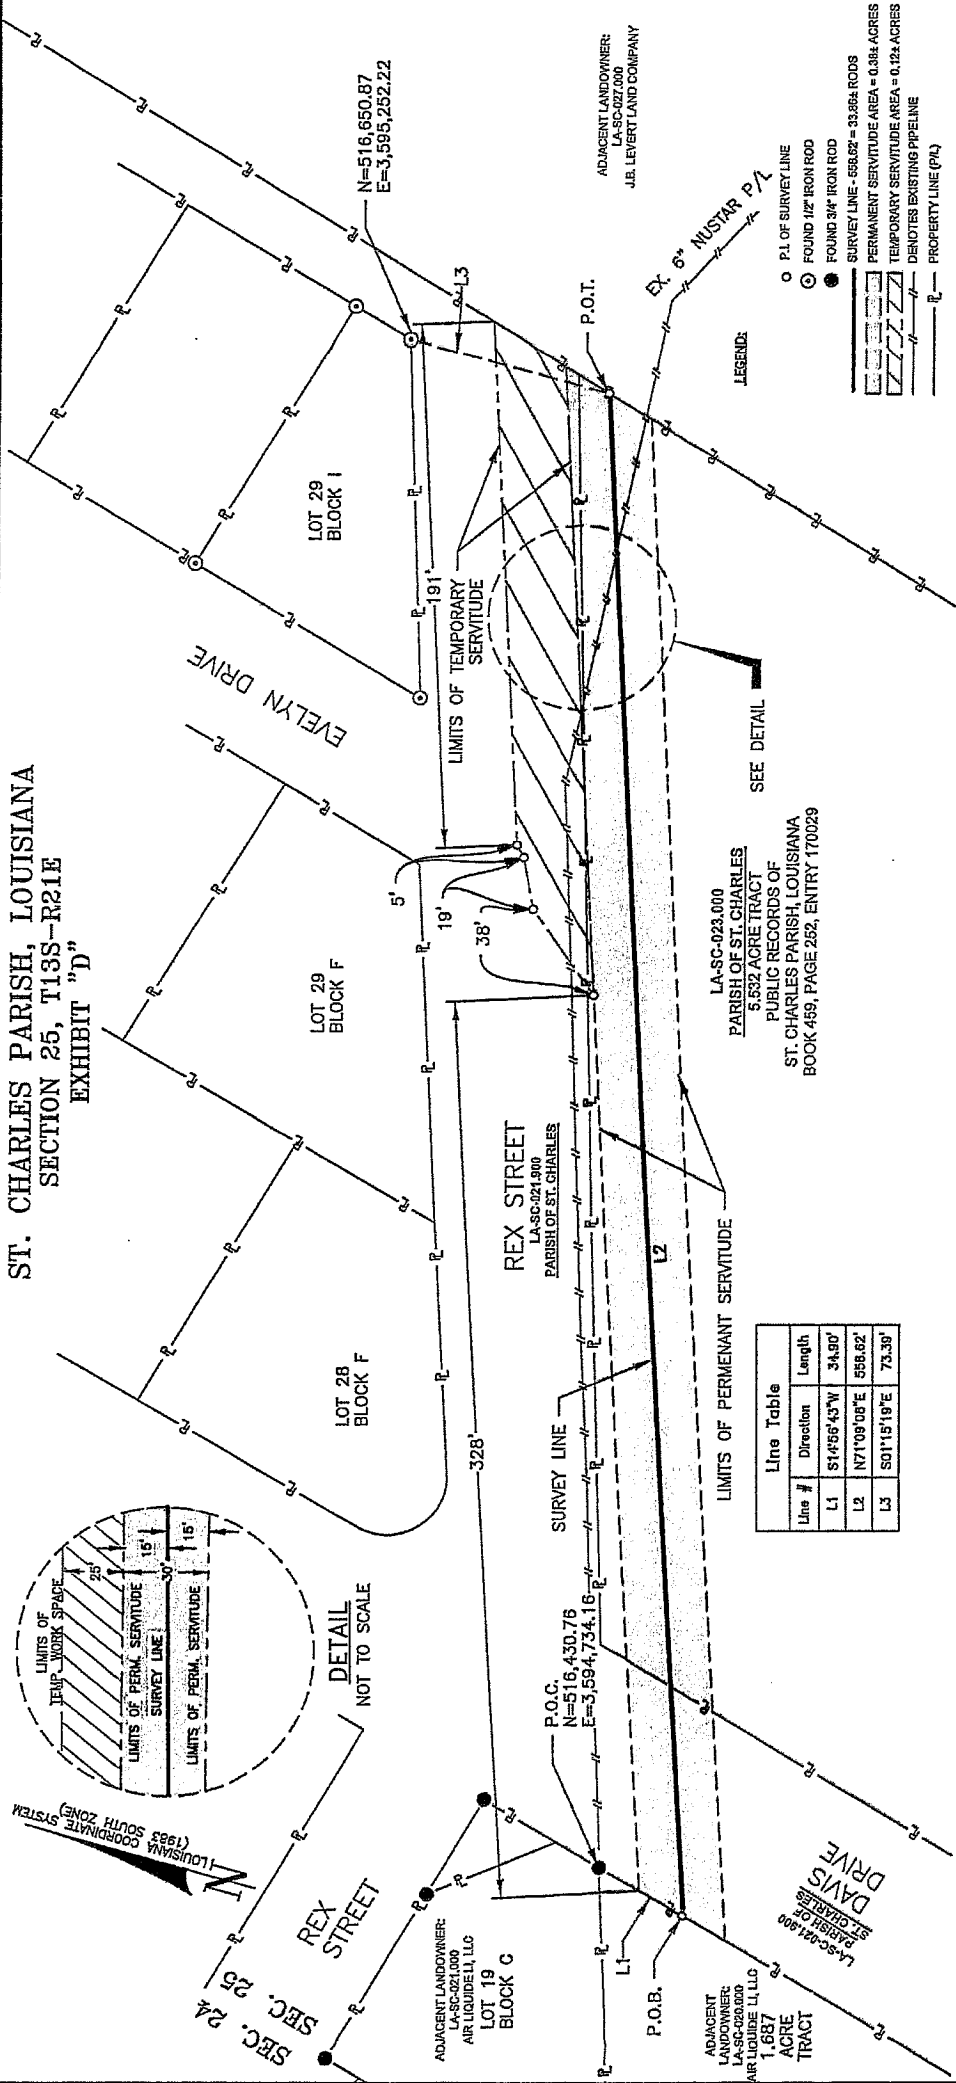 ST. CHARLES PARISH, LOUISIANA
SECTION 25, T13S-R21E
EXHIBIT "D"
LOUISIANA COORDINATE SYSTEM
(1983 SOUTH ZONE)
N
LIMITS OF
TEMP. WORK SPACE
25'
LIMITS OF PERM. SERVITUDE
15'
SURVEY LINE
30'
15'
LIMITS OF PERM. SERVITUDE
DETAIL
NOT TO SCALE
SEC. 24
SEC. 25
REX
STREET
ADJACENT LANDOWNER:
LA-SC-021.000
AIR LIQUIDE LI, LLC
LOT 19
BLOCK C
LOT 28
BLOCK F
LOT 29
BLOCK F
EVELYN DRIVE
LOT 29
BLOCK I
N=516,650.87
E=3,595,252.22
L3
191'
5'
19'
38'
LIMITS OF TEMPORARY
SERVITUDE
328'
REX STREET
LA-SC-021.900
PARISH OF ST. CHARLES
SURVEY LINE
P.O.C.
N=516,430.76
E=3,594,734.16
L1
P.O.B.
L2
P.O.T.
EX. 6" NUSTAR P/L
ADJACENT LANDOWNER:
LA-SC-027.000
J.B. LEVERT LAND COMPANY
SEE DETAIL
LA-SC-023.000
PARISH OF ST. CHARLES
5.532 ACRE TRACT
PUBLIC RECORDS OF
ST. CHARLES PARISH, LOUISIANA
BOOK 459, PAGE 252, ENTRY 170029
LIMITS OF PERMENANT SERVITUDE
ADJACENT
LANDOWNER:
LA-SC-020.000
AIR LIQUIDE LI, LLC
1.687
ACRE
TRACT
LA-SC-021.900
PARISH OF
ST. CHARLES
DAVIS
DRIVE
Line Table
Line # Direction Length
L1 S14°56'43"W 34.90'
L2 N71°09'08"E 558.62'
L3 S01°15'19"E 73.39'
LEGEND:
P.I. OF SURVEY LINE
FOUND 1/2" IRON ROD
FOUND 3/4" IRON ROD
SURVEY LINE - 558.62' = 33.86± RODS
PERMANENT SERVITUDE AREA = 0.38± ACRES
TEMPORARY SERVITUDE AREA = 0.12± ACRES
DENOTES EXISTING PIPELINE
PROPERTY LINE (P/L)